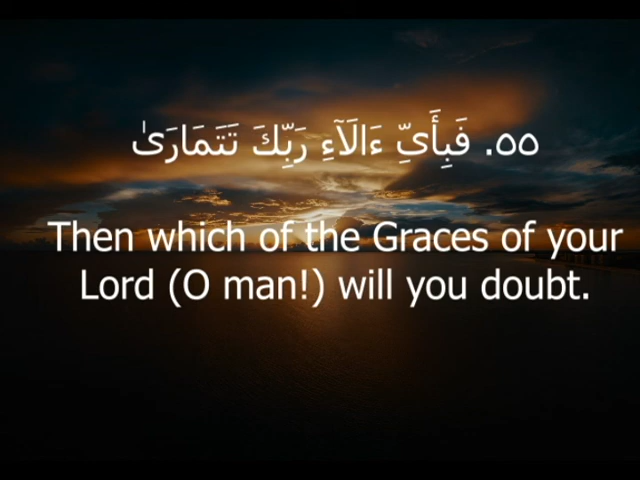 ٥٥. فَبِأَىِّ ءَالَآءِ رَبِّكَ تَتَمَارَىٰ
Then which of the Graces of your
Lord (O man!) will you doubt.